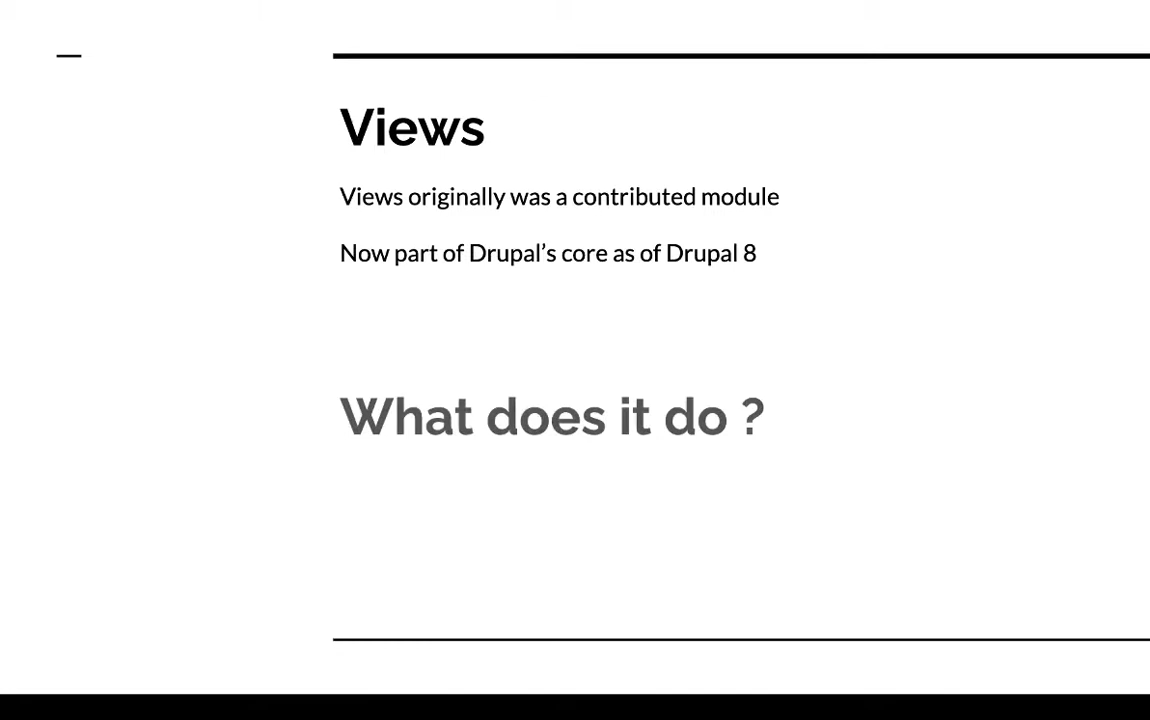 Views
Views originally was a contributed module
Now part of Drupal’s core as of Drupal 8
What does it do ?